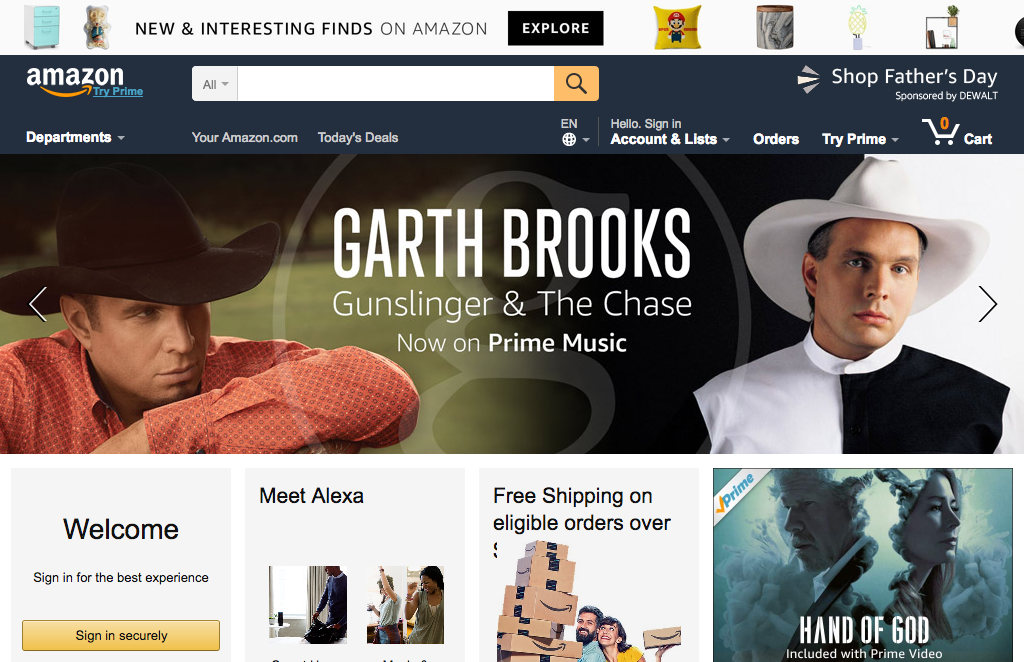 NEW & INTERESTING FINDS ON AMAZON
EXPLORE
amazon
Try Prime
All
Shop Father's Day
Sponsored by DEWALT
Departments
Your Amazon.com
Today's Deals
EN
Hello. Sign in
Account & Lists
Orders
Try Prime
0
Cart
GARTH BROOKS
Gunslinger & The Chase
Now on Prime Music
Welcome
Sign in for the best experience
Sign in securely
Meet Alexa
Free Shipping on
eligible orders over
Prime
HAND OF GOD
Included with Prime Video